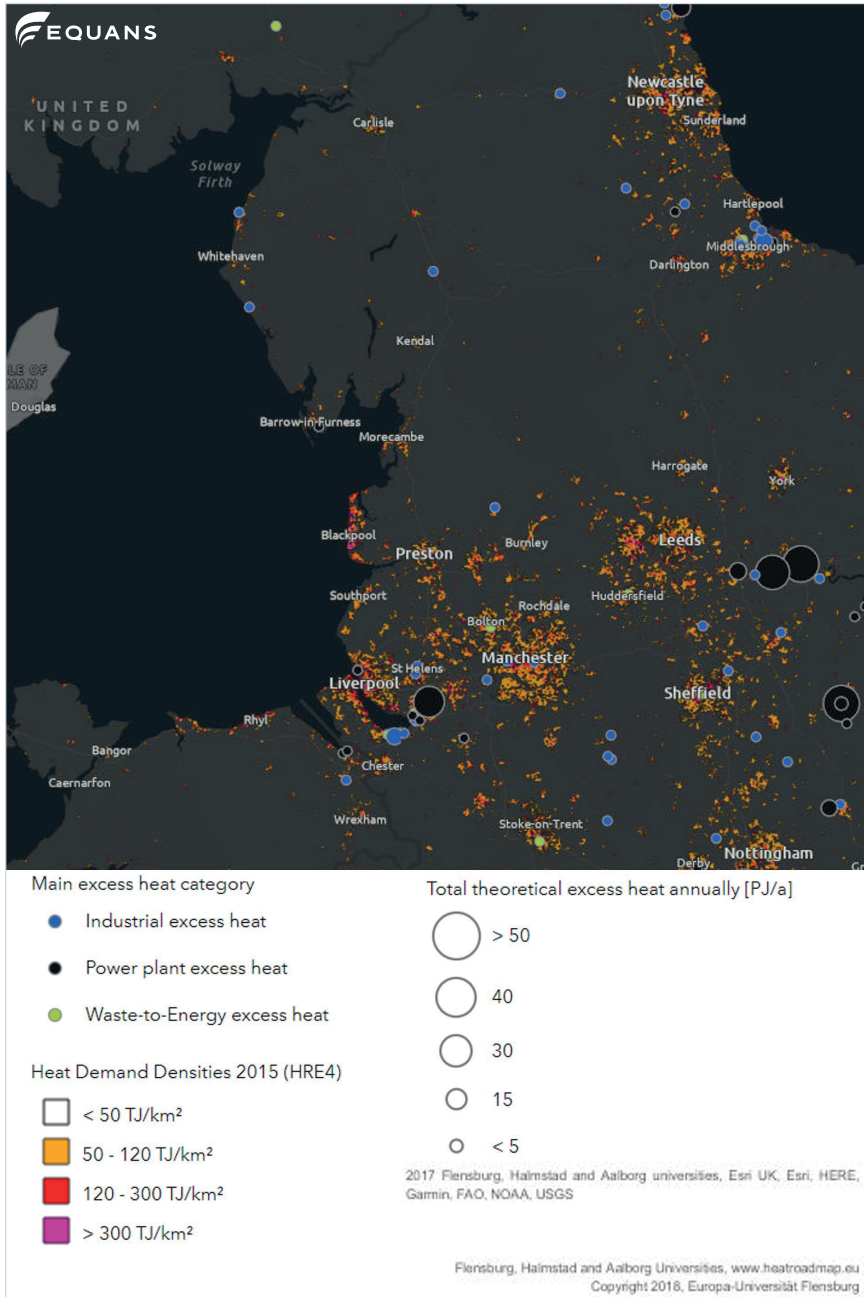 EQUANS
UNITED
KINGDOM
Solway
Firth
Carlisle
Newcastle
upon Tyne
Sunderland
Hartlepool
Middlesbrough
Darlington
Whitehaven
Kendal
LE OF
MAN
Douglas
Barrow-in-Furness
Morecambe
Harrogate
York
Blackpool
Preston
Burnley
Leeds
Southport
Huddersfield
Rochdale
Bolton
Manchester
St Helens
Liverpool
Sheffield
Rhyl
Bangor
Chester
Caernarfon
Wrexham
Stoke-on-Trent
Derby
Nottingham
Gr
Main excess heat category
Industrial excess heat
Power plant excess heat
Waste-to-Energy excess heat
Heat Demand Densities 2015 (HRE4)
< 50 TJ/km²
50 - 120 TJ/km²
120 - 300 TJ/km²
> 300 TJ/km²
Total theoretical excess heat annually [PJ/a]
> 50
40
30
15
< 5
2017 Flensburg, Halmstad and Aalborg universities, Esri UK, Esri, HERE,
Garmin, FAO, NOAA, USGS
Flensburg, Halmstad and Aalborg Universities, www.heatroadmap.eu
Copyright 2018, Europa-Universität Flensburg